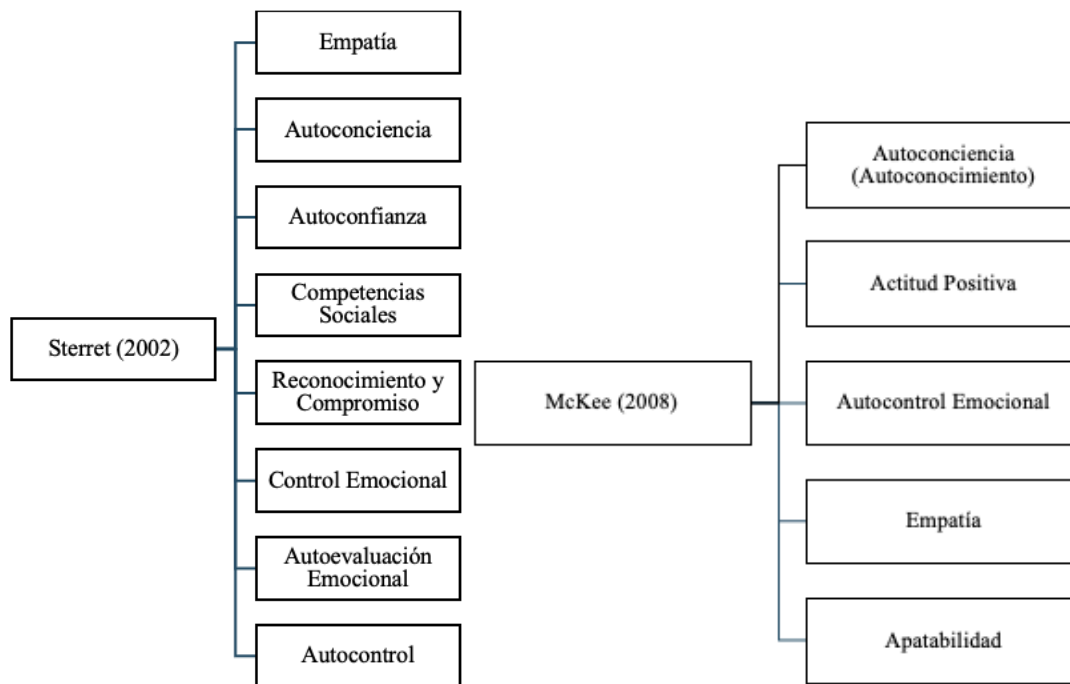 Sterret (2002)
Empatía
Autoconciencia
Autoconfianza
Competencias
Sociales
Reconocimiento y
Compromiso
Control Emocional
Autoevaluación
Emocional
Autocontrol
McKee (2008)
Autoconciencia
(Autoconocimiento)
Actitud Positiva
Autocontrol Emocional
Empatía
Apatabilidad